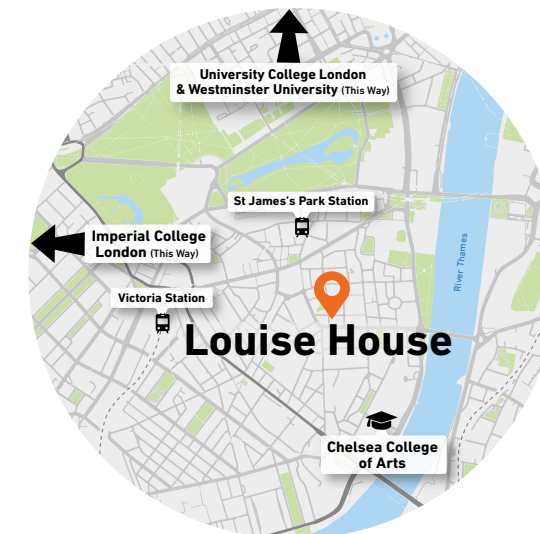 University College London
& Westminster University (This Way)
St James's Park Station
Imperial College
London (This Way)
River Thames
Victoria Station
Louise House
Chelsea College
of Arts